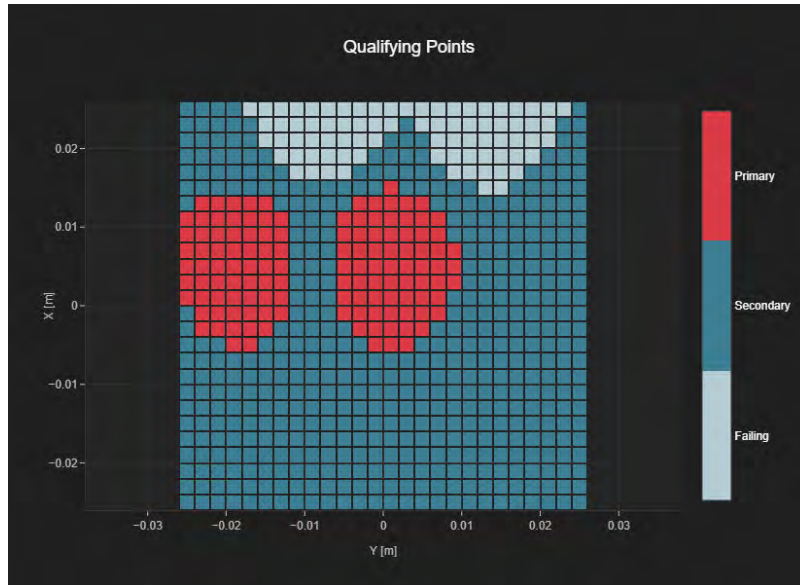 Qualifying Points
Primary
Secondary
Failing
X [m]
0.02
0.01
0
−0.01
−0.02
−0.03
−0.02
−0.01
0
0.01
0.02
0.03
Y [m]